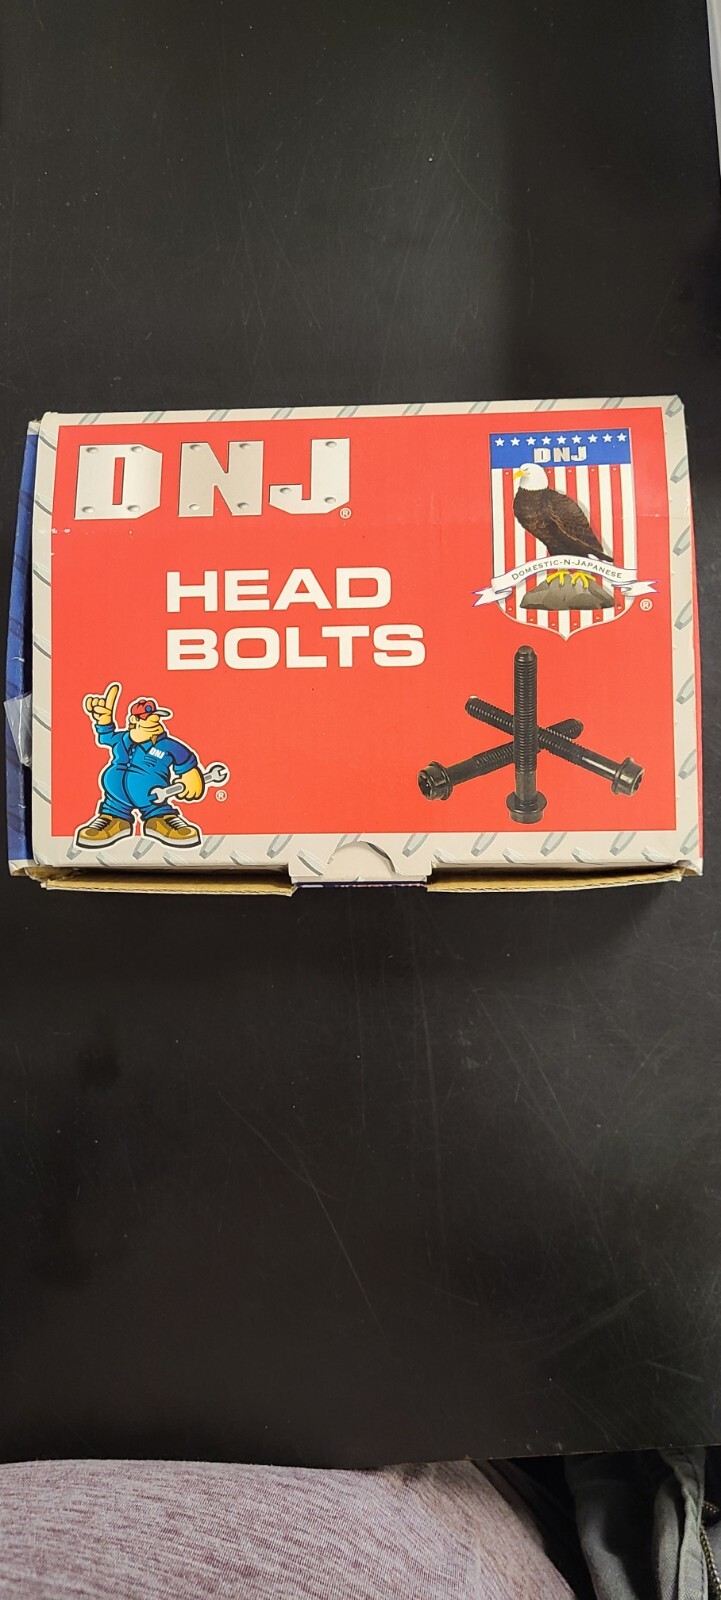 DNJ®
HEAD
BOLTS
DNJ
DOMESTIC-N-JAPANESE
®
DNJ
®